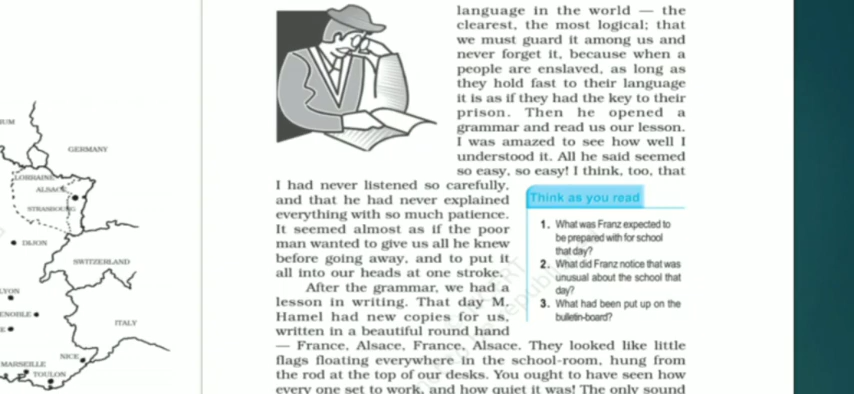 IUM
GERMANY
LORRAINE
ALSACE
STRASBOURG
DIJON
SWITZERLAND
LYON
ENOBLE
E
ITALY
NICE
MARSEILLE
TOULON
language in the world — the
clearest, the most logical; that
we must guard it among us and
never forget it, because when a
people are enslaved, as long as
they hold fast to their language
it is as if they had the key to their
prison. Then he opened a
grammar and read us our lesson.
I was amazed to see how well I
understood it. All he said seemed
so easy, so easy! I think, too, that
I had never listened so carefully,
and that he had never explained
everything with so much patience.
It seemed almost as if the poor
man wanted to give us all he knew
before going away, and to put it
all into our heads at one stroke.
After the grammar, we had a
lesson in writing. That day M.
Hamel had new copies for us,
written in a beautiful round hand
— France, Alsace, France, Alsace. They looked like little
flags floating everywhere in the school-room, hung from
the rod at the top of our desks. You ought to have seen how
every one set to work, and how quiet it was! The only sound
Think as you read
1. What was Franz expected to
be prepared with for school
that day?
2. What did Franz notice that was
unusual about the school that
day?
3. What had been put up on the
bulletin-board?